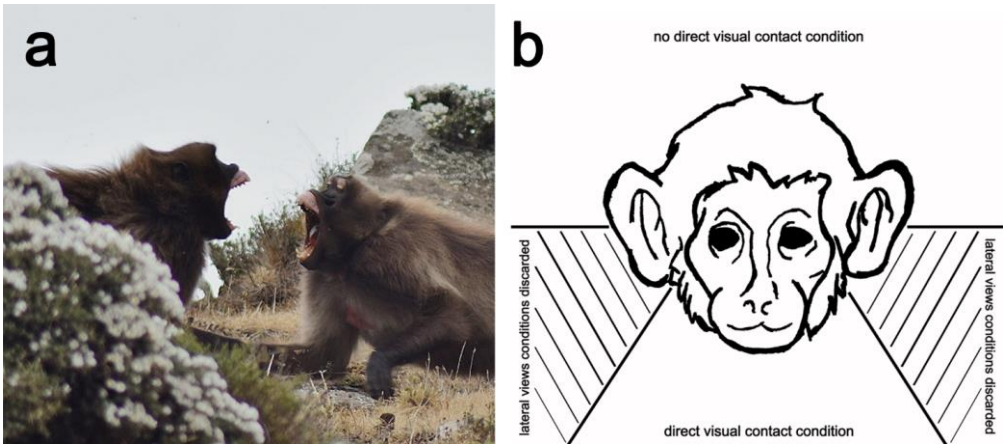 a
b
no direct visual contact condition
lateral views conditions discarded
lateral views conditions discarded
direct visual contact condition